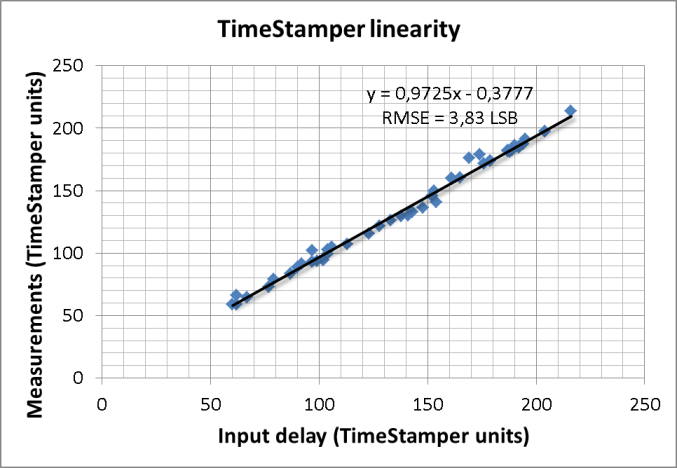 TimeStamper linearity
Measurements (TimeStamper units)
250
200
150
100
50
0
y = 0,9725x - 0,3777
RMSE = 3,83 LSB
0 50 100 150 200 250
Input delay (TimeStamper units)